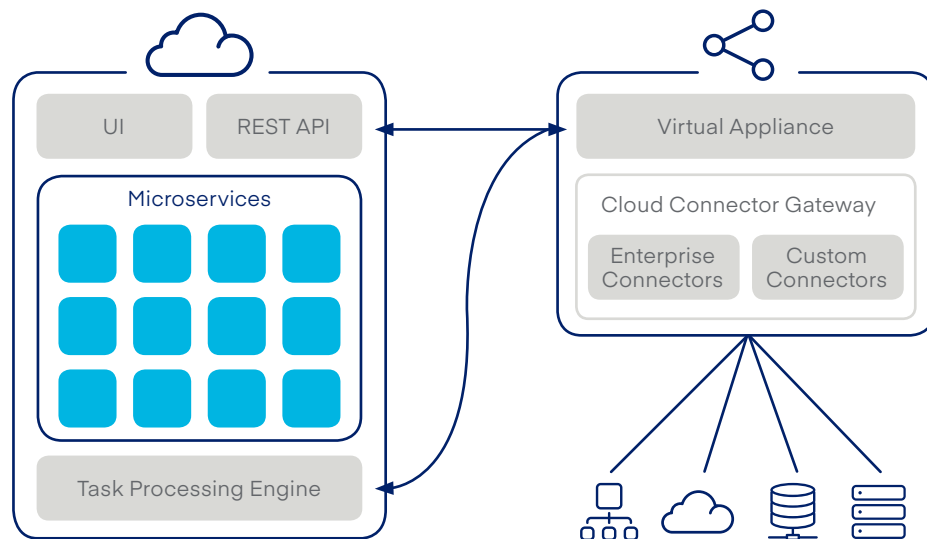 UI
REST API
Microservices
Task Processing Engine
Virtual Appliance
Cloud Connector Gateway
Enterprise
Connectors
Custom
Connectors